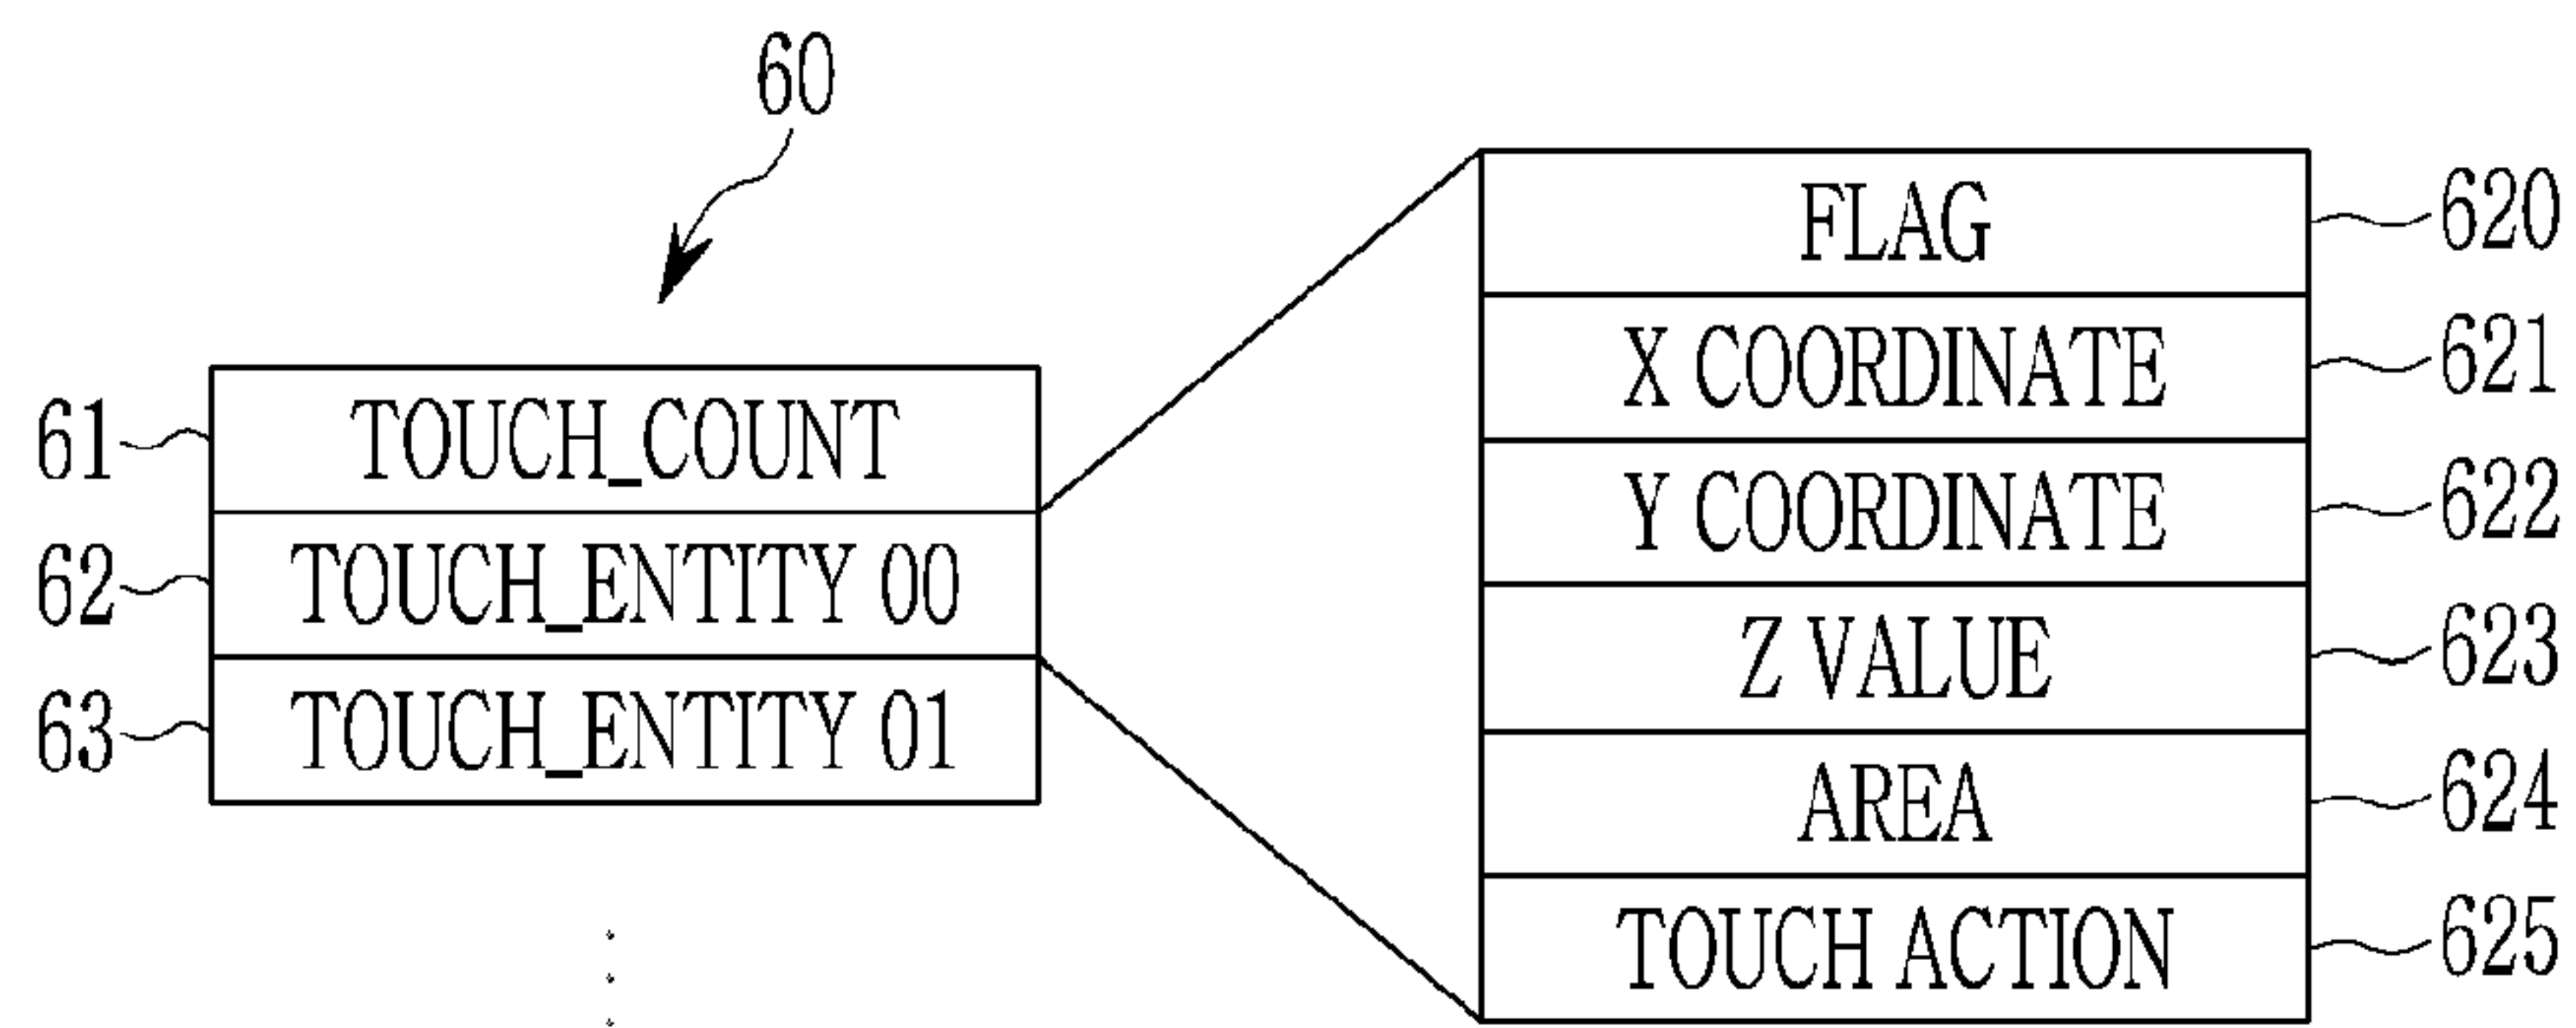 60
61 TOUCH_COUNT
62 TOUCH_ENTITY 00
63 TOUCH_ENTITY 01
FLAG 620
X COORDINATE 621
Y COORDINATE 622
Z VALUE 623
AREA 624
TOUCH ACTION 625